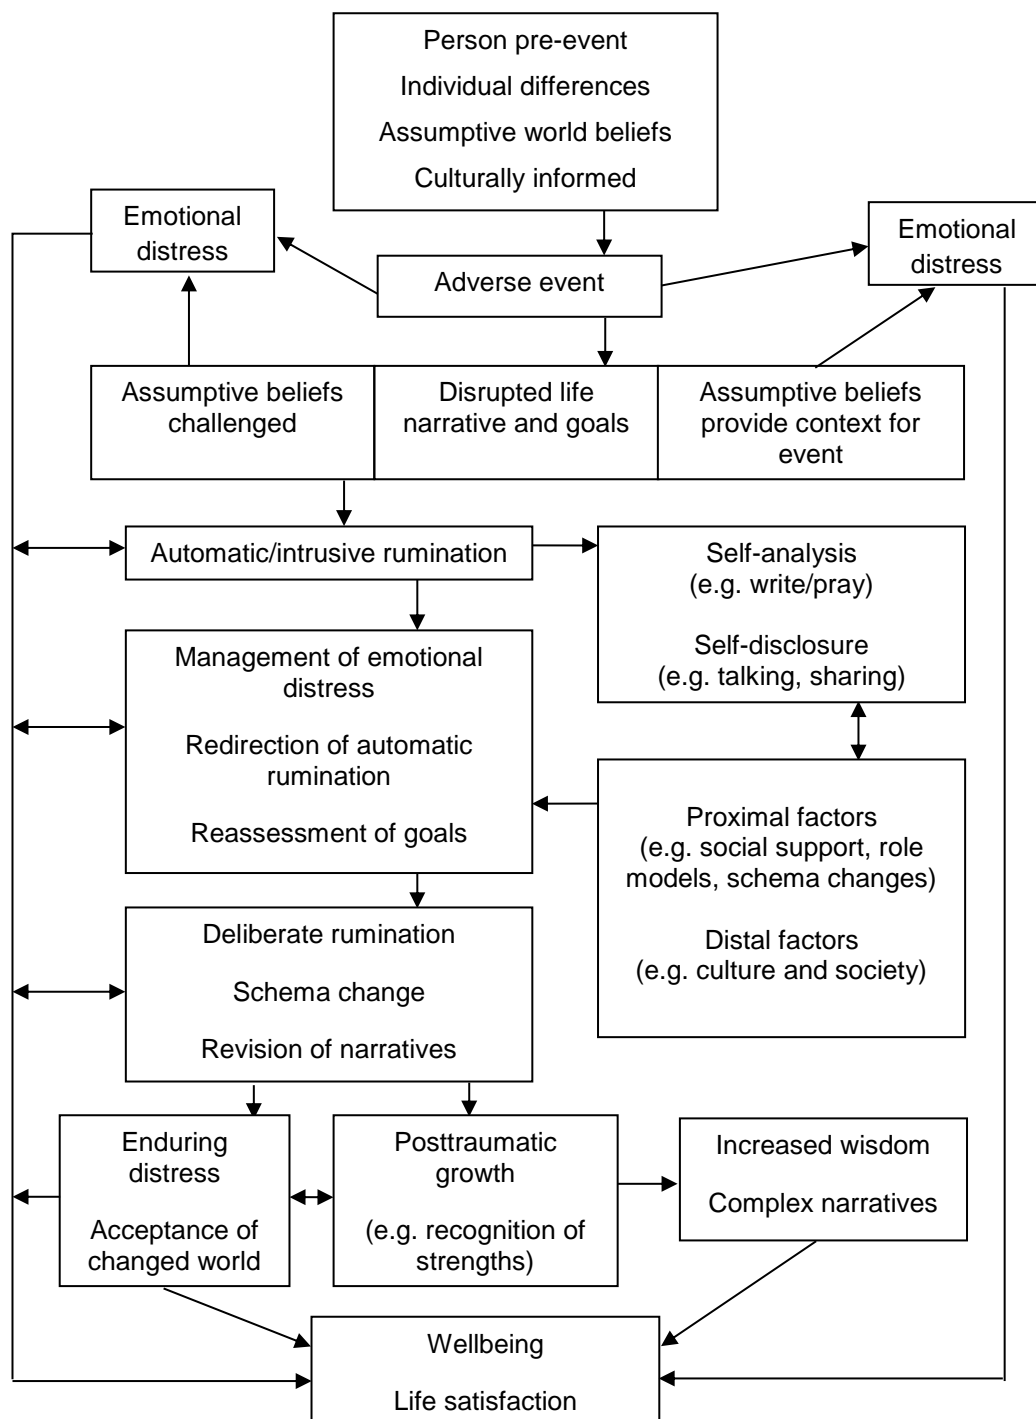 Person pre-event
Individual differences
Assumptive world beliefs
Culturally informed
Emotional
distress
Emotional
distress
Adverse event
Assumptive beliefs
challenged
Disrupted life
narrative and goals
Assumptive beliefs
provide context for
event
Automatic/intrusive rumination
Self-analysis
(e.g. write/pray)
Self-disclosure
(e.g. talking, sharing)
Management of emotional
distress
Redirection of automatic
rumination
Reassessment of goals
Proximal factors
(e.g. social support, role
models, schema changes)
Distal factors
(e.g. culture and society)
Deliberate rumination
Schema change
Revision of narratives
Enduring
distress
Acceptance of
changed world
Posttraumatic
growth
(e.g. recognition of
strengths)
Increased wisdom
Complex narratives
Wellbeing
Life satisfaction